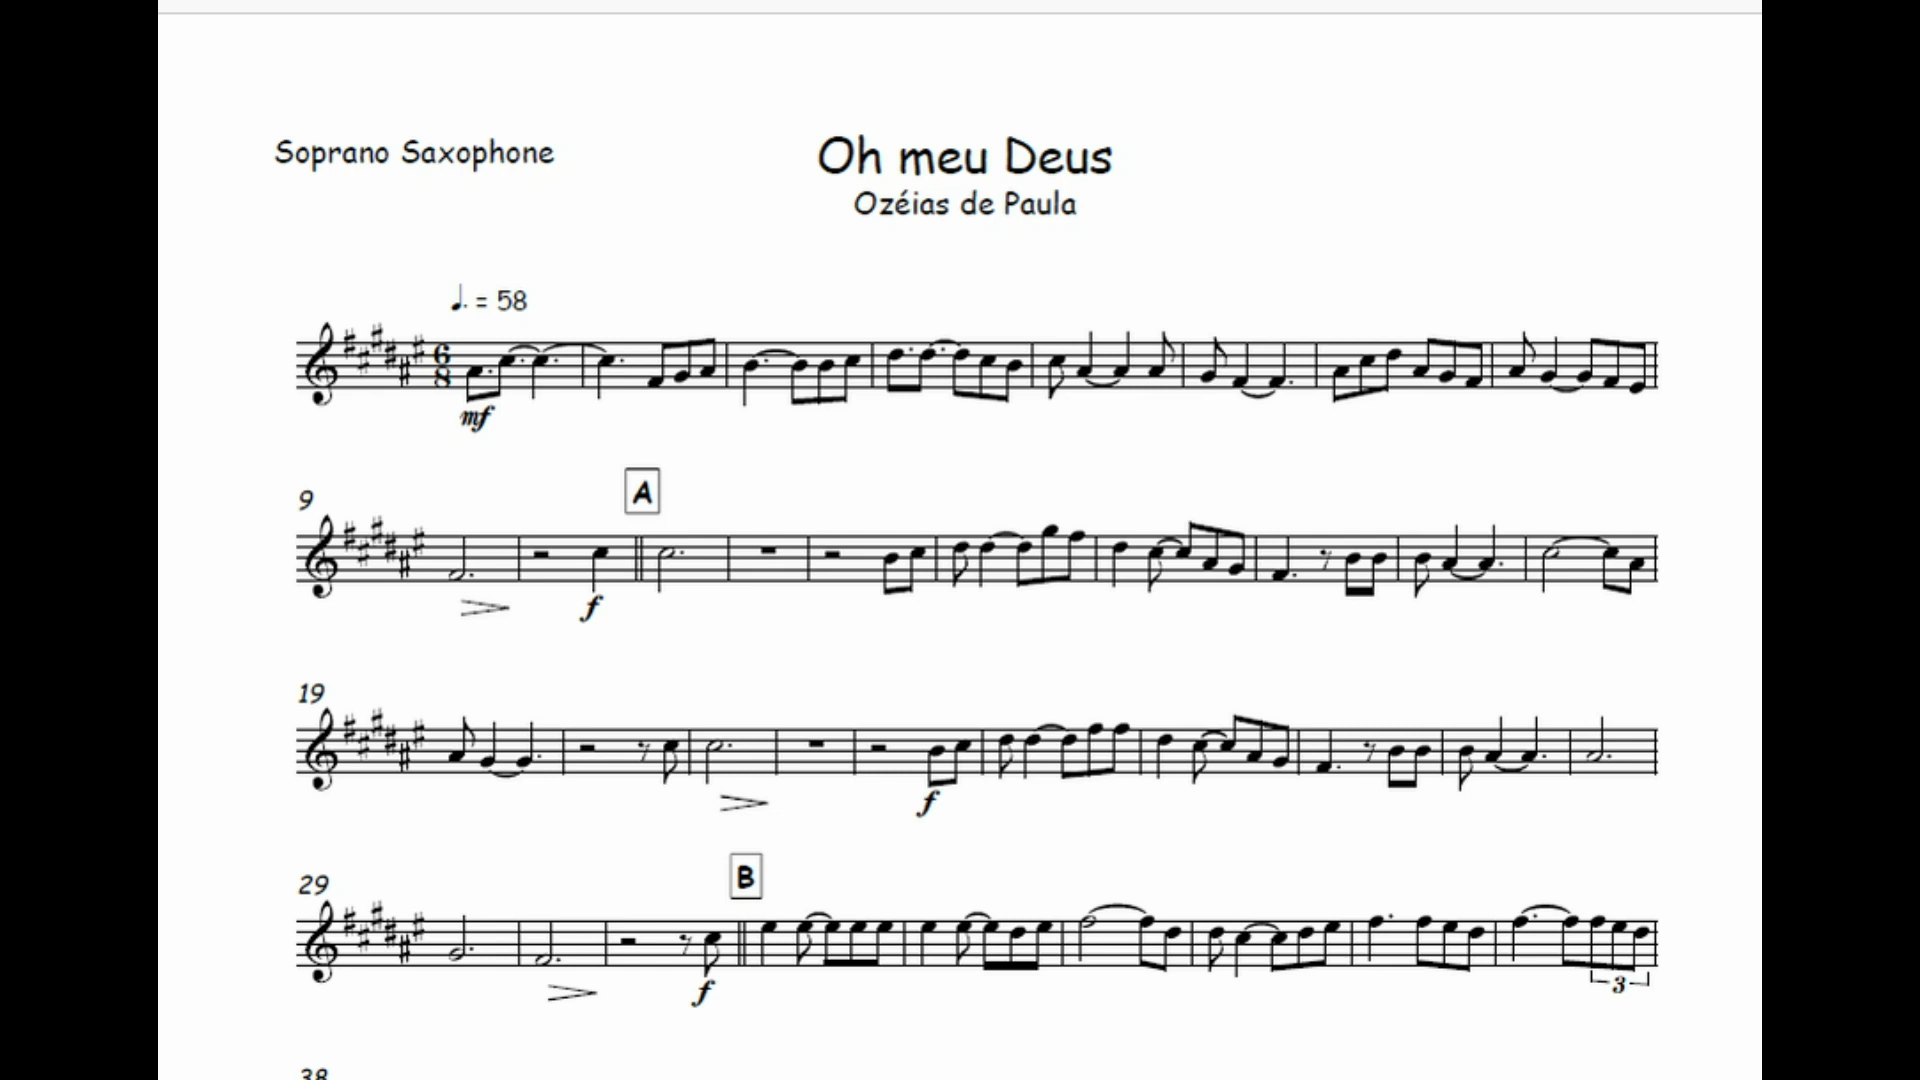 Soprano Saxophone
Oh meu Deus
Ozéias de Paula
♩. = 58
6
8
mf
9
A
f
19
f
29
B
f
3
38